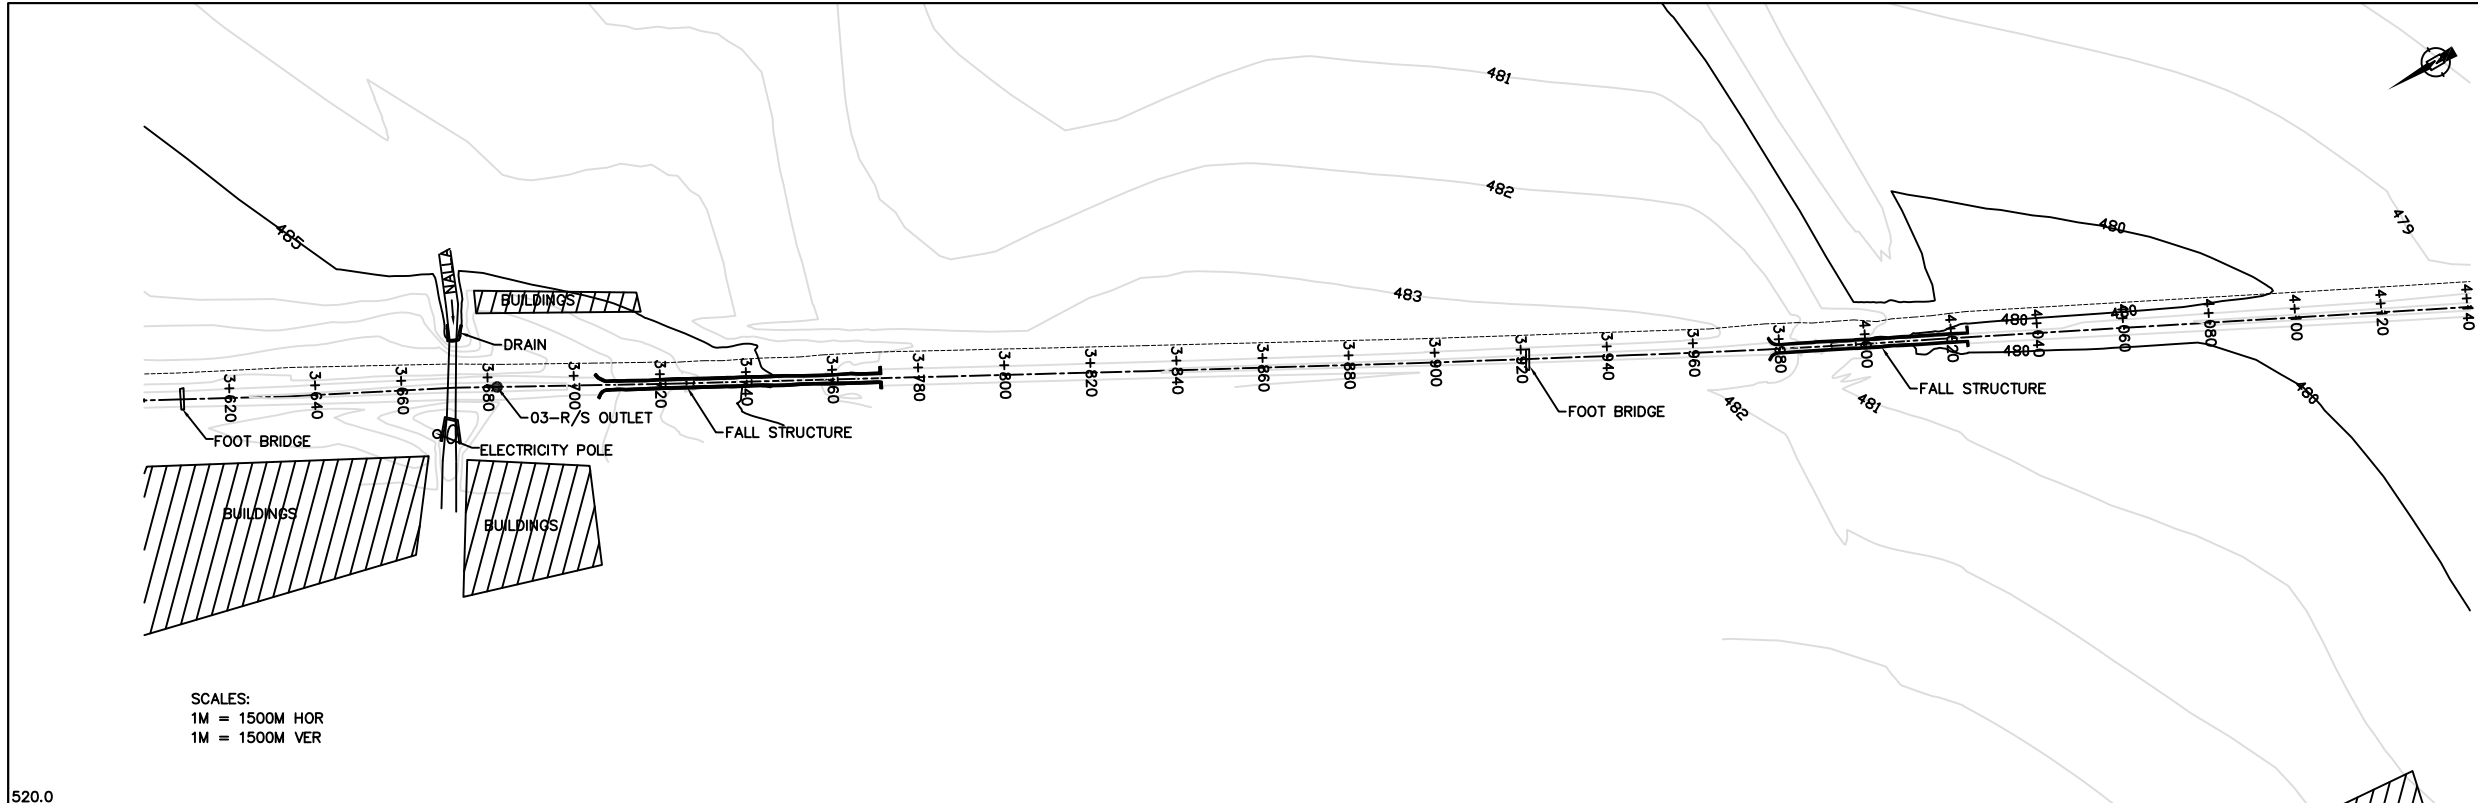 481
482
483
485
480
479
NALLA
BUILDINGS
DRAIN
480
480
480
3+620
3+640
3+660
3+680
3+700
3+720
3+740
3+760
3+780
3+800
3+820
3+840
3+860
3+880
3+900
3+920
3+940
3+960
3+980
4+000
4+020
4+040
4+060
4+080
4+100
4+120
4+140
03-R/S OUTLET
FOOT BRIDGE
ELECTRICITY POLE
FALL STRUCTURE
FOOT BRIDGE
482
481
FALL STRUCTURE
480
BUILDINGS
BUILDINGS
SCALES:
1M = 1500M HOR
1M = 1500M VER
520.0